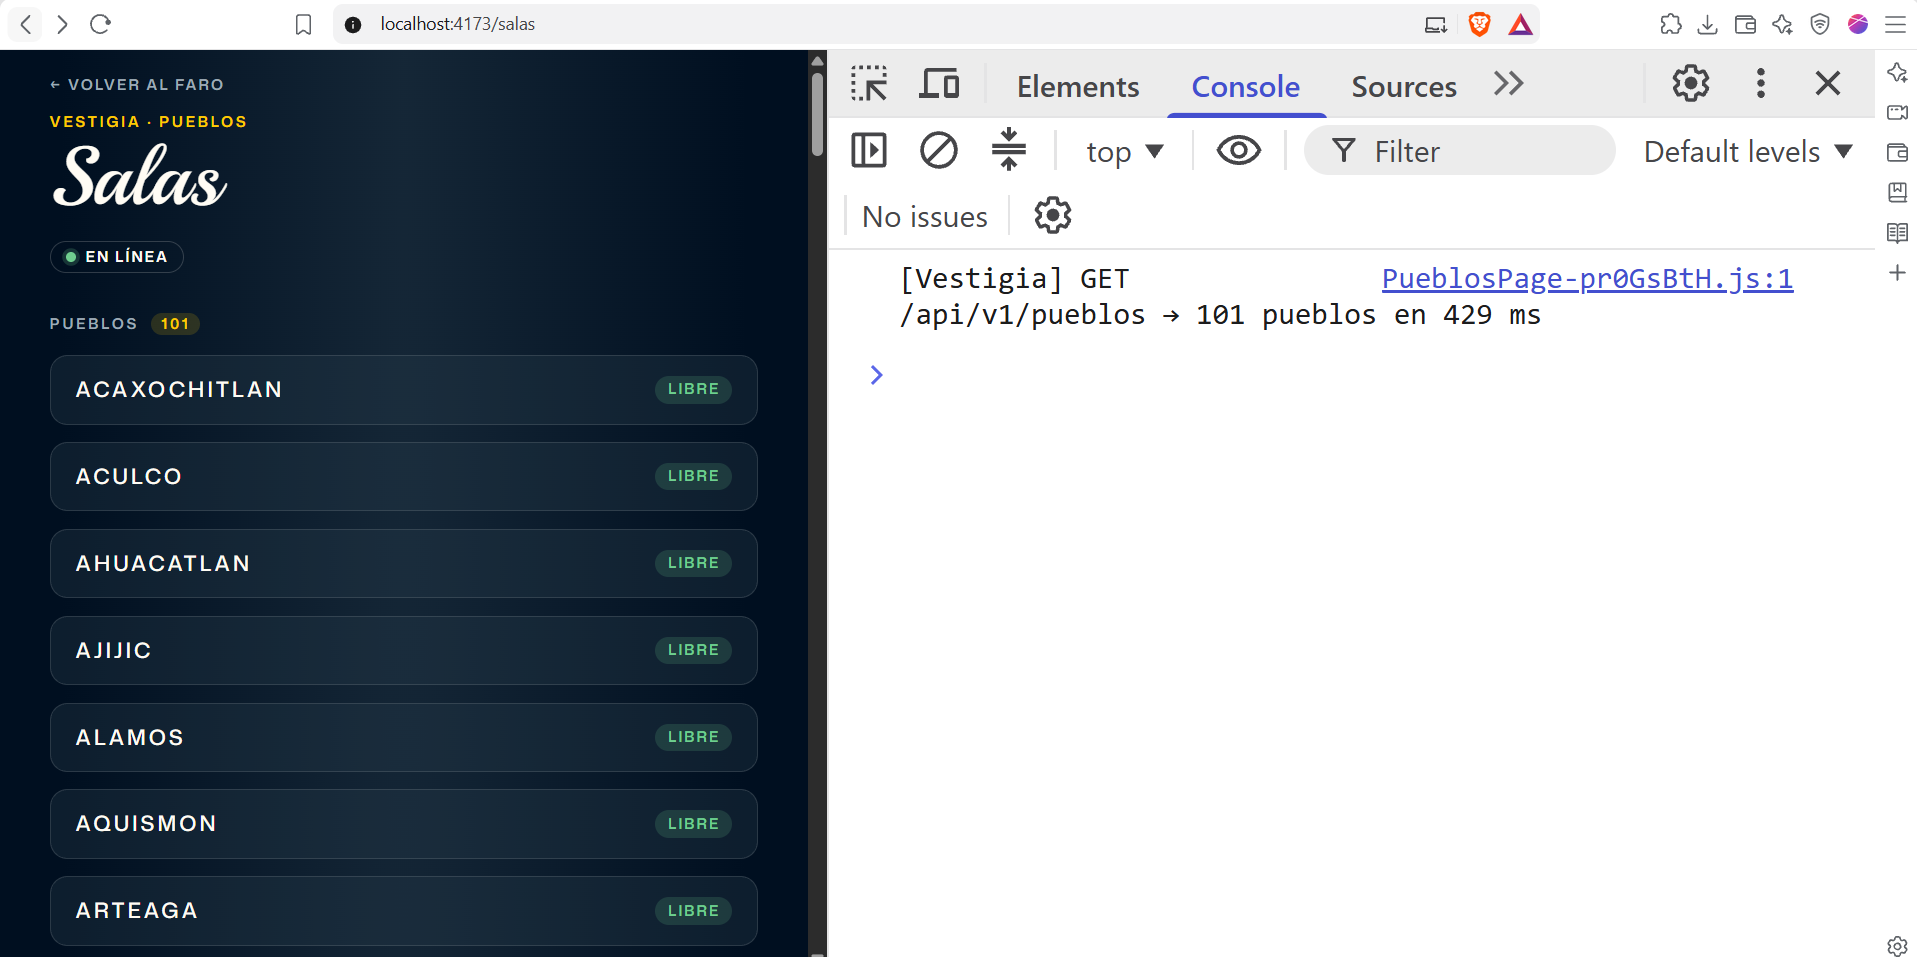 localhost:4173/salas
← VOLVER AL FARO
VESTIGIA · PUEBLOS
Salas
EN LÍNEA
PUEBLOS 101
ACAXOCHITLAN LIBRE
ACULCO LIBRE
AHUACATLAN LIBRE
AJIJIC LIBRE
ALAMOS LIBRE
AQUISMON LIBRE
ARTEAGA LIBRE
Elements Console Sources
top Filter Default levels
No issues
[Vestigia] GET PueblosPage-pr0GsBtH.js:1
/api/v1/pueblos → 101 pueblos en 429 ms